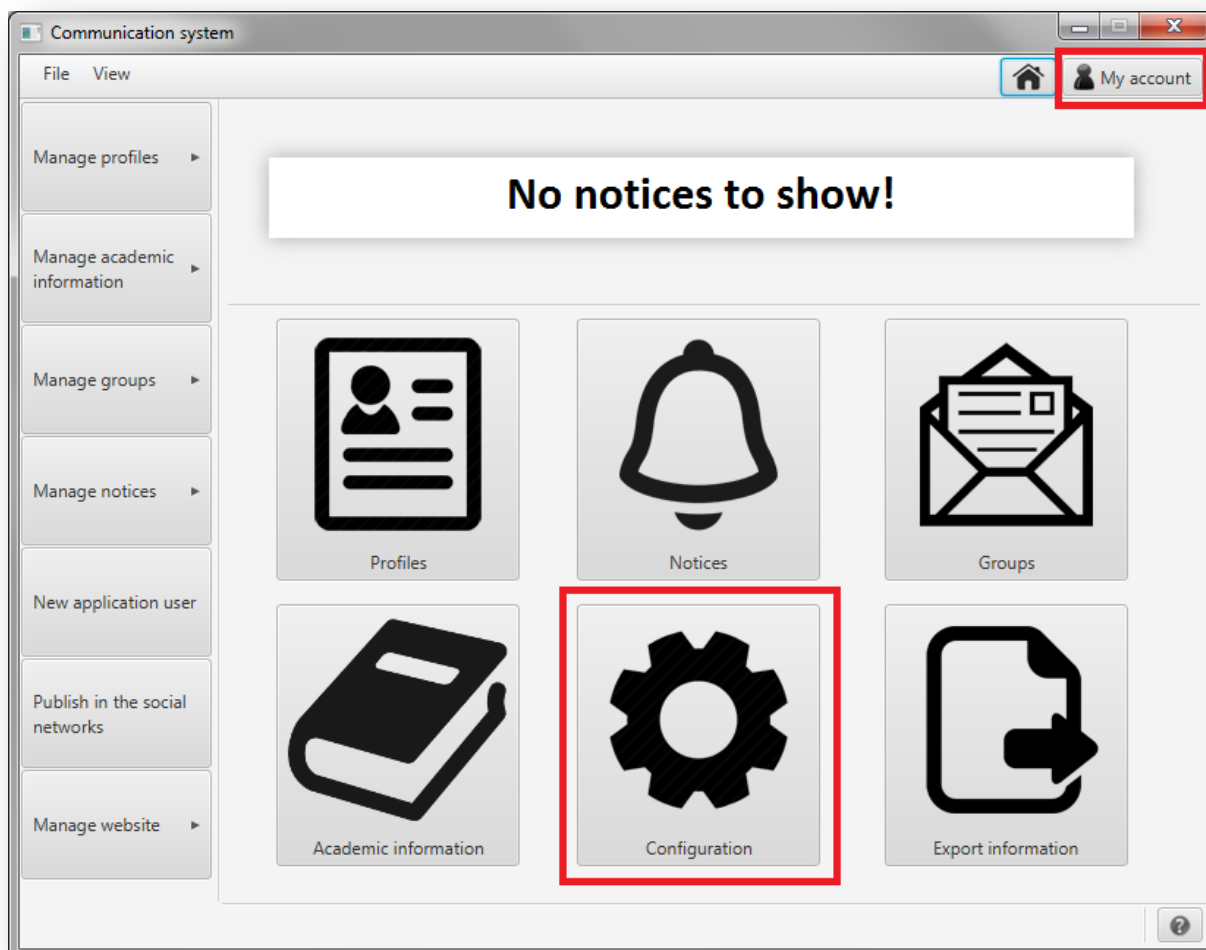 Communication system
File View
My account
Manage profiles
Manage academic
information
Manage groups
Manage notices
New application user
Publish in the social
networks
Manage website
No notices to show!
Profiles
Notices
Groups
Academic information
Configuration
Export information
?